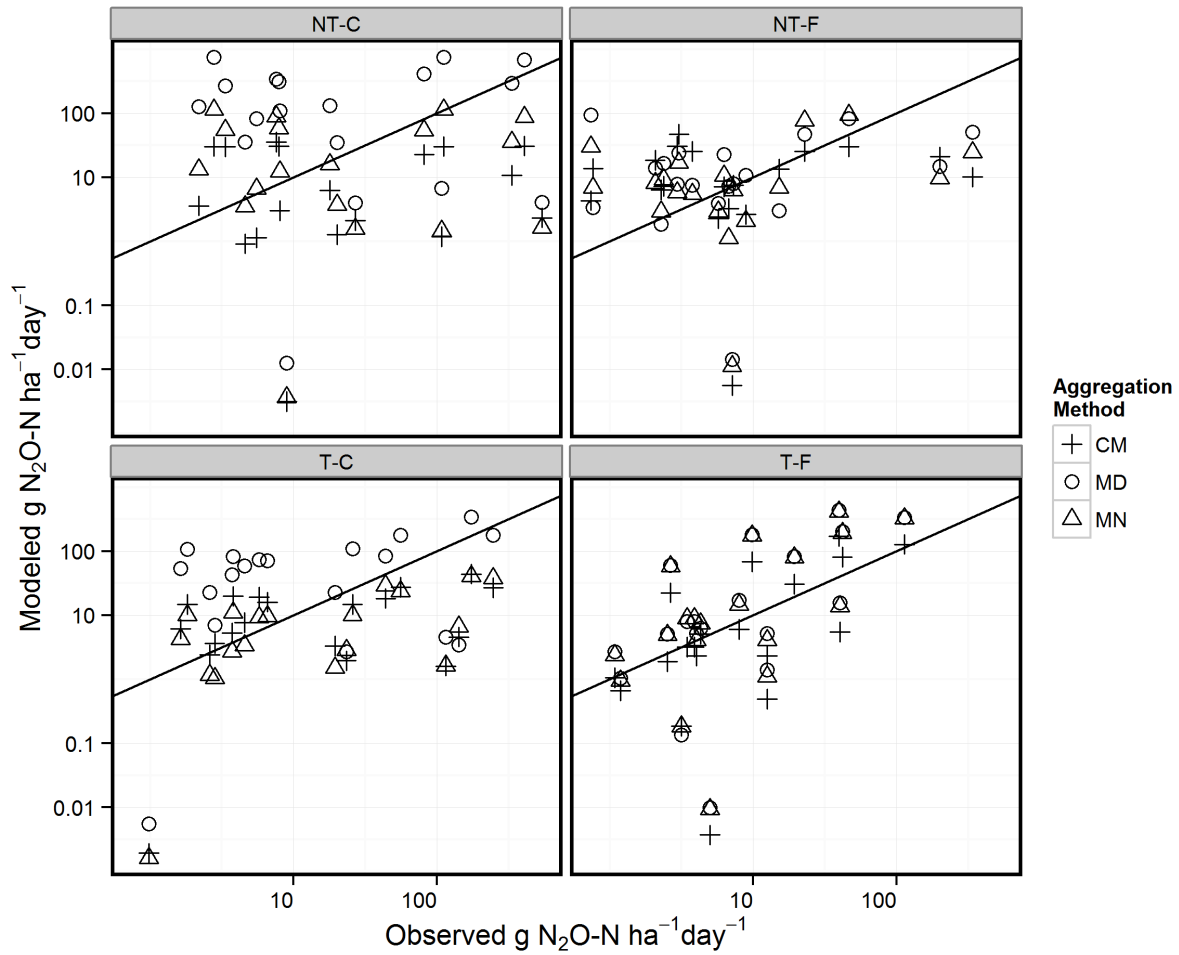 NT-C
NT-F
100
10
0.1
0.01
T-C
T-F
100
10
0.1
0.01
10
100
10
100
Observed g N₂O-N ha⁻¹day⁻¹
Modeled g N₂O-N ha⁻¹day⁻¹
Aggregation
Method
CM
MD
MN